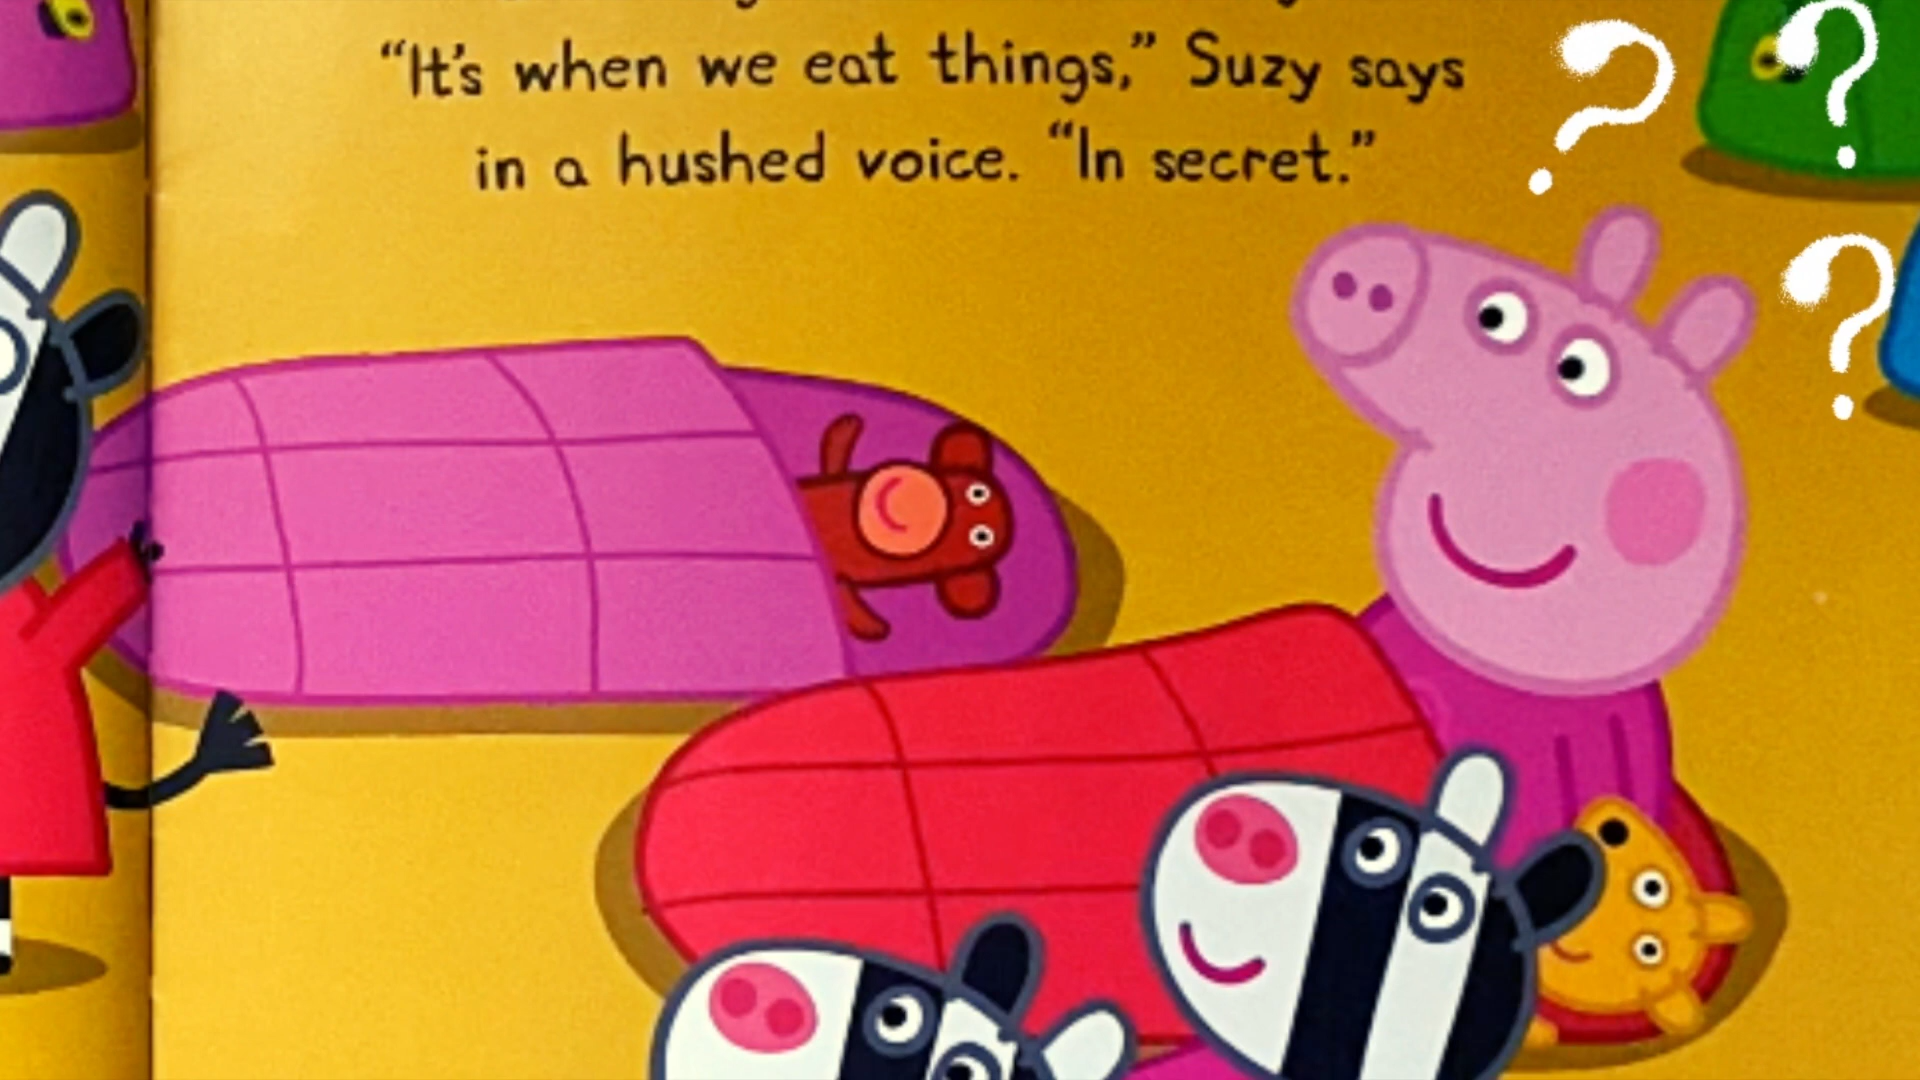 “It’s when we eat things,” Suzy says
in a hushed voice. “In secret.”
?
?
?